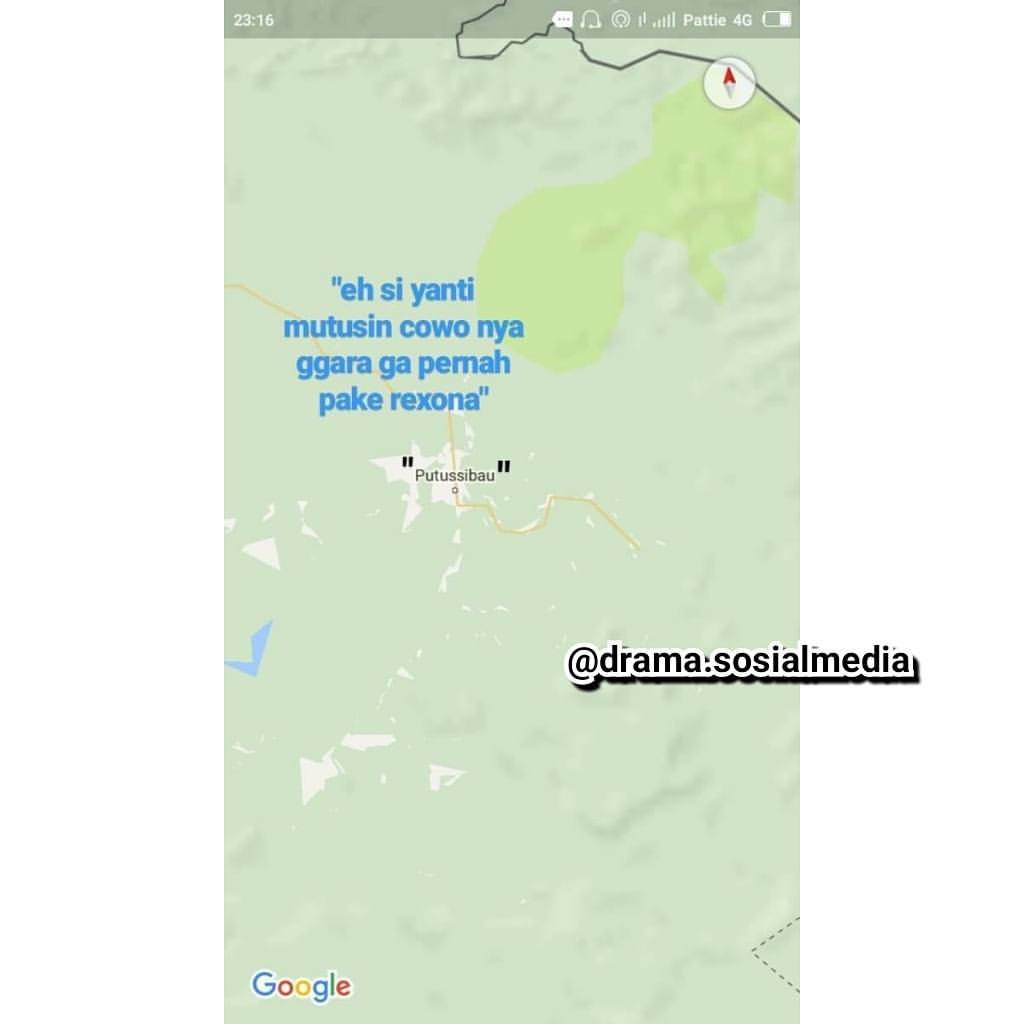 23:16 Pattie 4G
"eh si yanti
mutusin cowo nya
ggara ga pernah
pake rexona"
"Putussibau"
@drama.sosialmedia
Google